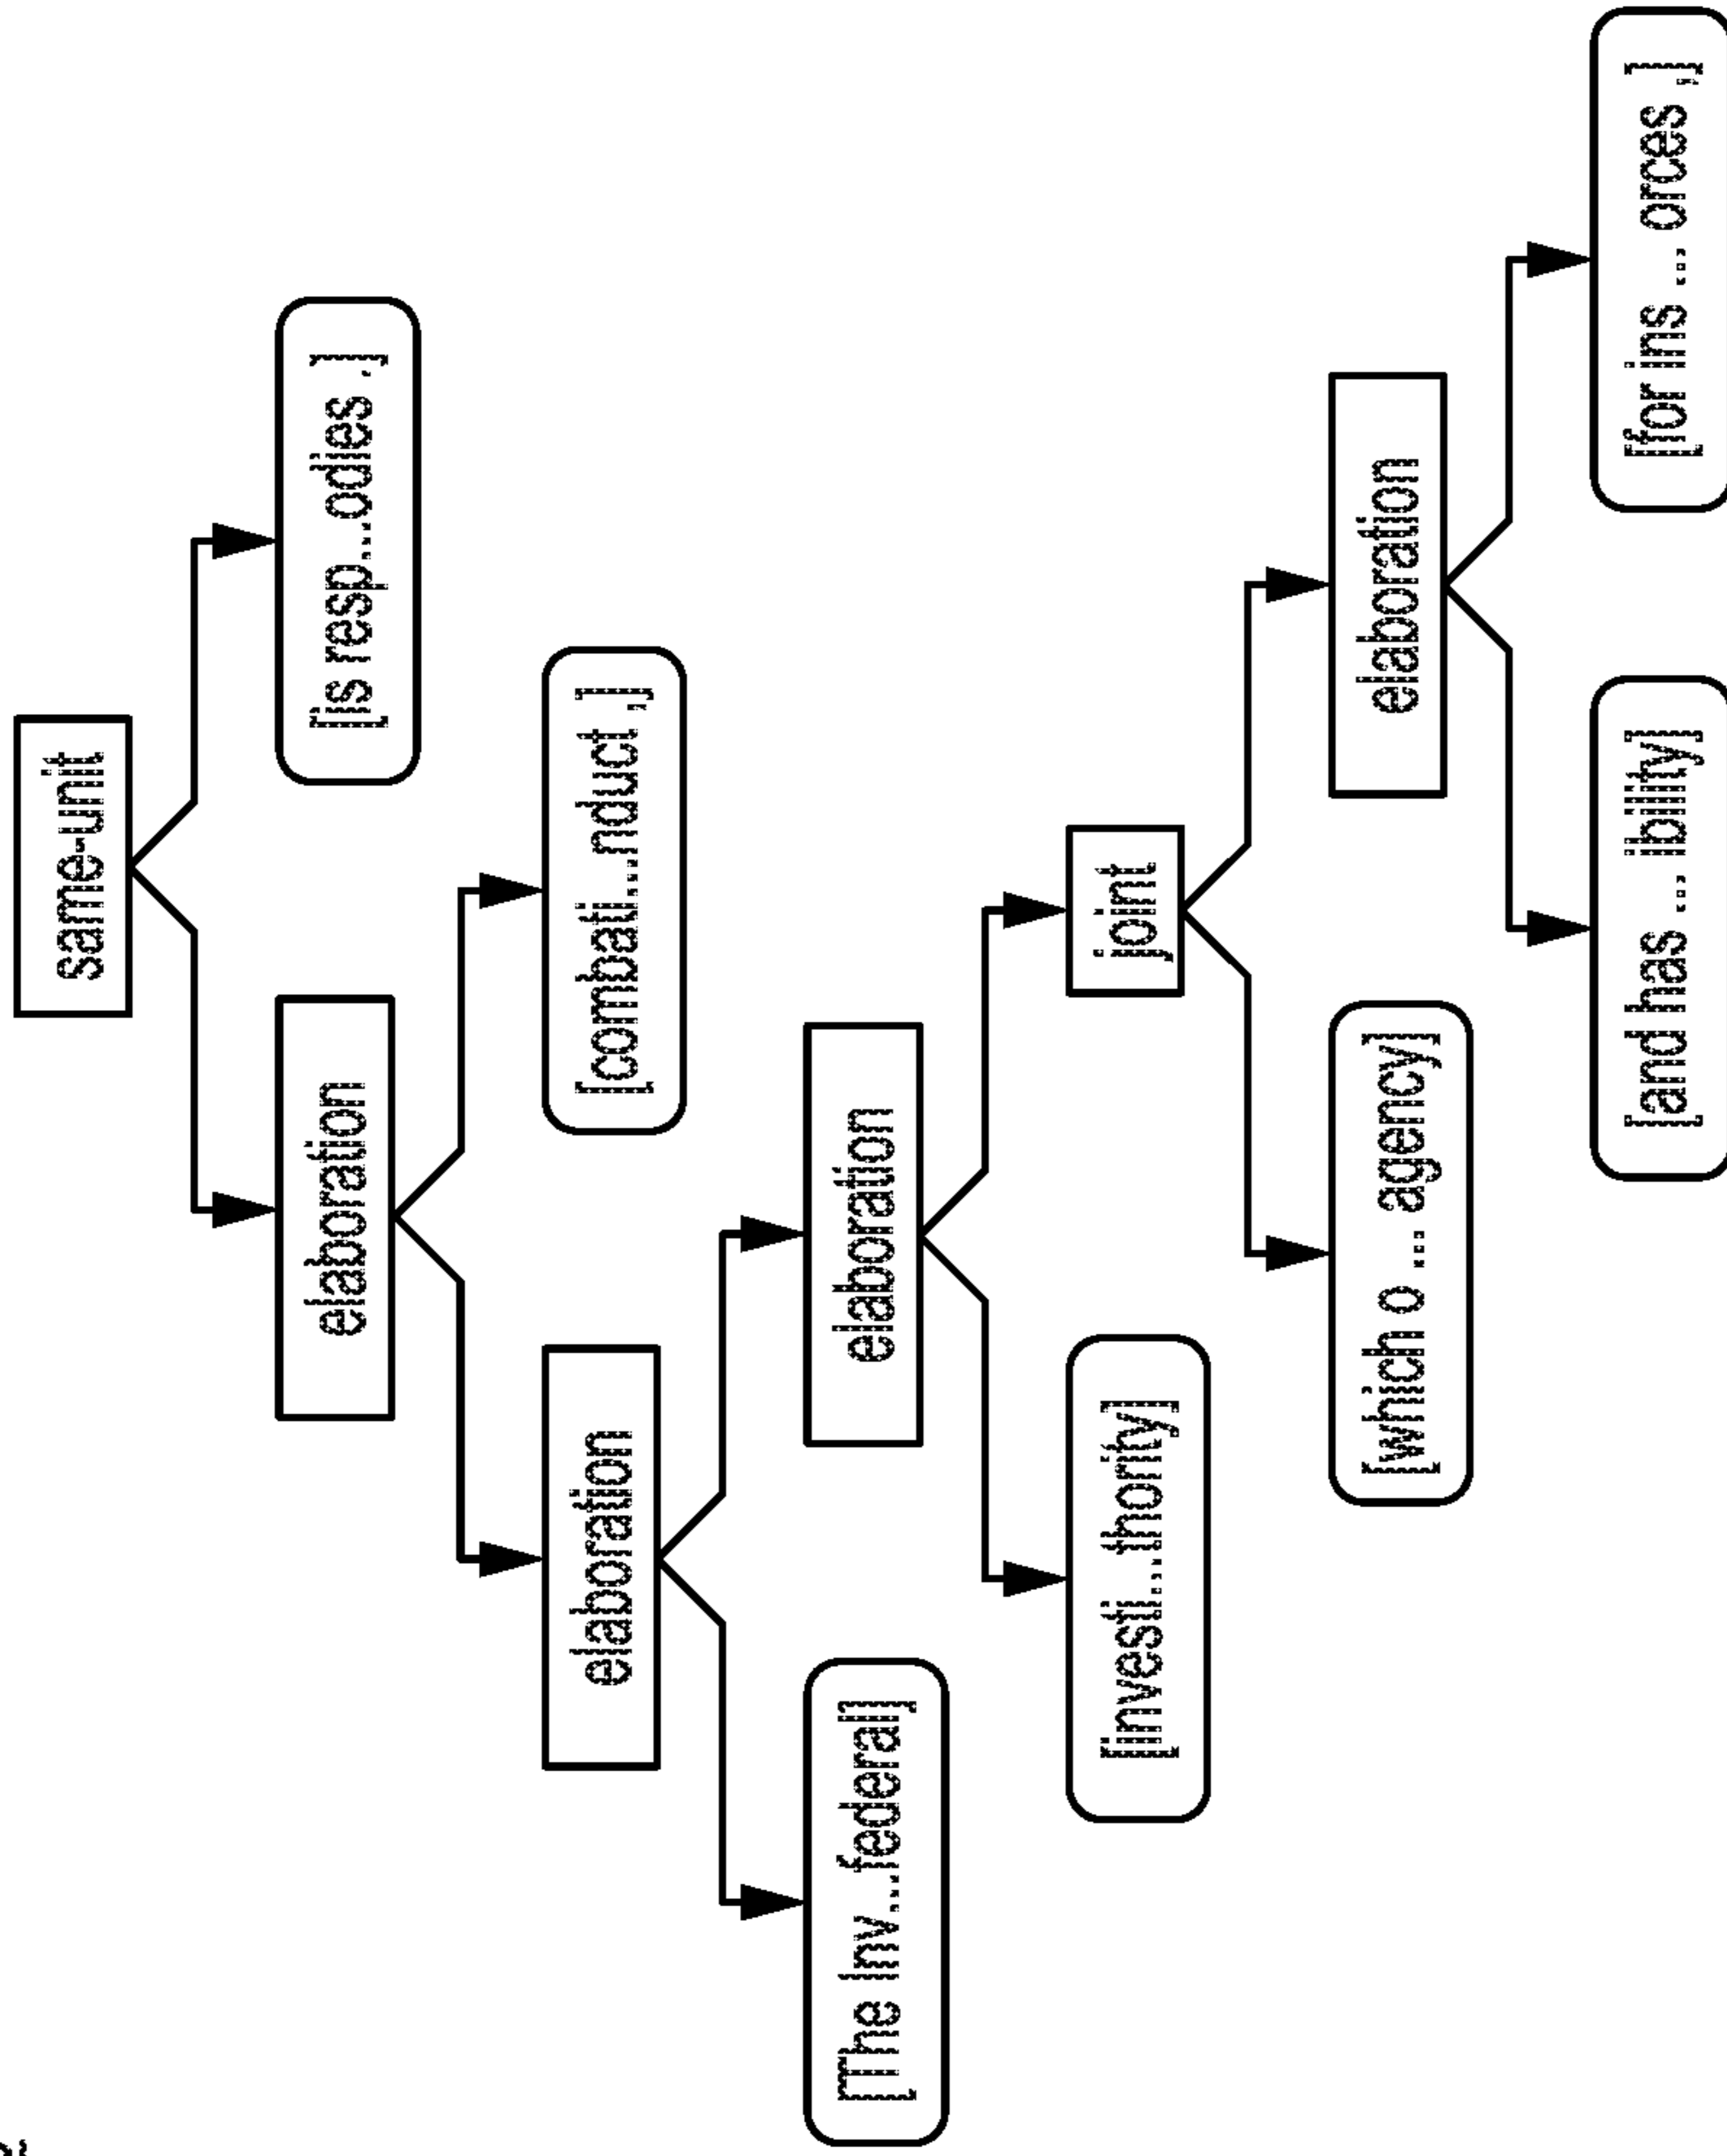 same-unit
elaboration
[is resp...odies ,]
elaboration
[combati...nduct ,]
[The Inv...federal]
elaboration
[investi...thority]
joint
[which o ... agency]
elaboration
[and has ... ibility]
[for ins ... orces ,]